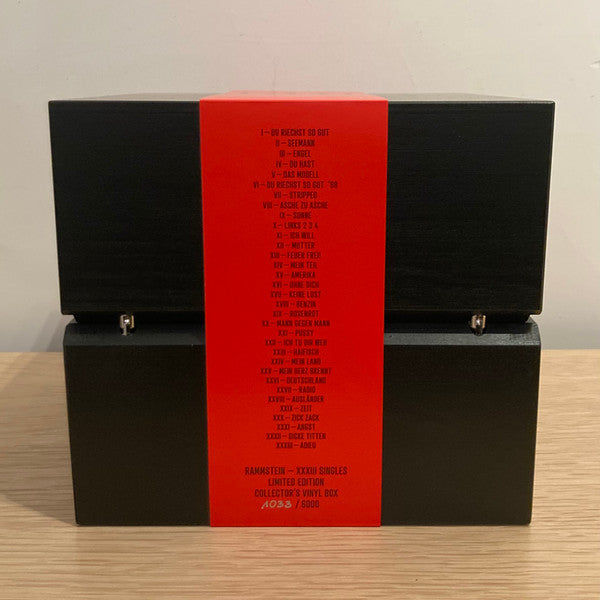 I – DU RIECHST SO GUT
II – SEEMANN
III – ENGEL
IV – DU HAST
V – DAS MODELL
VI – DU RIECHST SO GUT '98
VII – STRIPPED
VIII – ASCHE ZU ASCHE
IX – SONNE
X – LINKS 2 3 4
XI – ICH WILL
XII – MUTTER
XIII – FEUER FREI!
XIV – MEIN TEIL
XV – AMERIKA
XVI – OHNE DICH
XVII – KEINE LUST
XVIII – BENZIN
XIX – ROSENROT
XX – MANN GEGEN MANN
XXI – PUSSY
XXII – ICH TU DIR WEH
XXIII – HAIFISCH
XXIV – MEIN LAND
XXV – MEIN HERZ BRENNT
XXVI – DEUTSCHLAND
XXVII – RADIO
XXVIII – AUSLÄNDER
XXIX – ZEIT
XXX – ZICK ZACK
XXXI – ANGST
XXXII – DICKE TITTEN
XXXIII – ADIEU
RAMMSTEIN – XXXIII SINGLES
LIMITED EDITION
COLLECTOR'S VINYL BOX
1033 / 6000